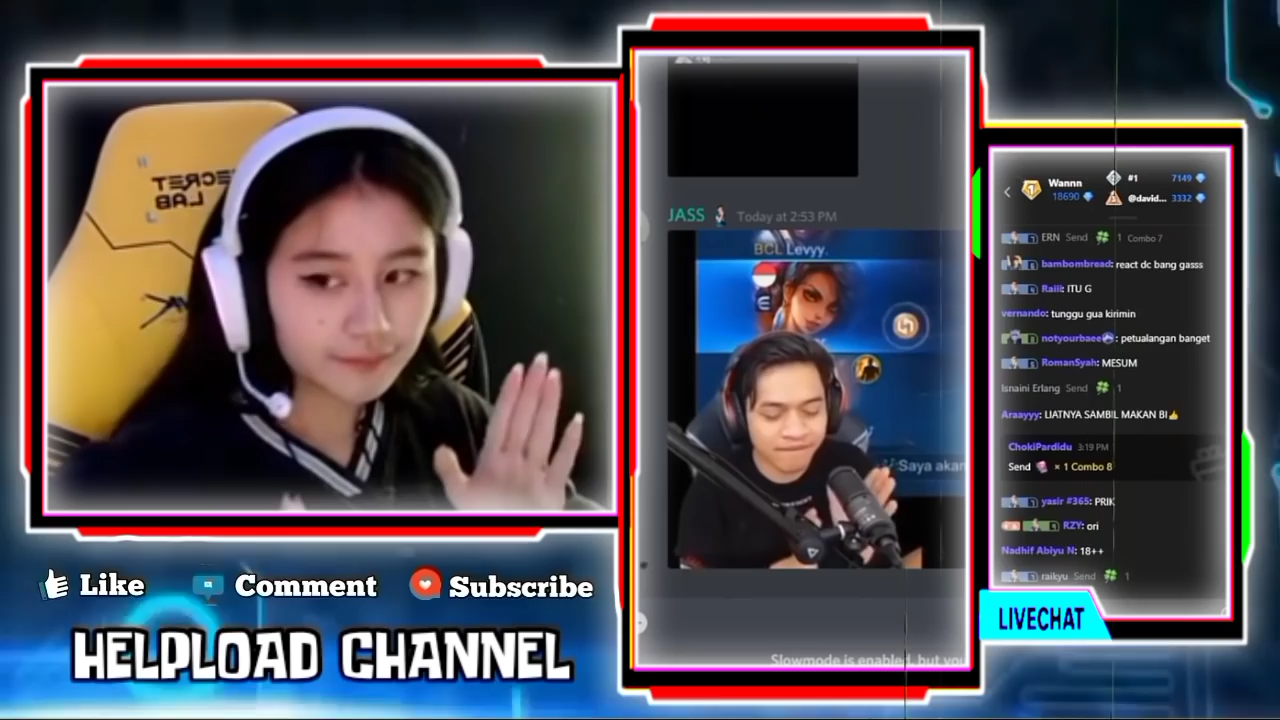 SECRET
LAB
Like
Comment
Subscribe
HELPLOAD CHANNEL
JASS
Today at 2:53 PM
BCL Levyy.
Saya akan
Slowmode is enabled, but you
Wannn
18690
#1
7149
@david...
3332
ERN Send 1 Combo 7
bambombread: react dc bang gasss
Raiii: ITU G
vernando: tunggu gua kirimin
notyourbaee: petualangan banget
RomanSyah: MESUM
Isnaini Erlang Send 1
Araayyy: LIATNYA SAMBIL MAKAN BI👍
ChokiPardidu 3:19 PM
Send × 1 Combo 8
yasir #365: PRIK
RZY: ori
Nadhif Abiyu N: 18++
raikyu Send 1
LIVECHAT